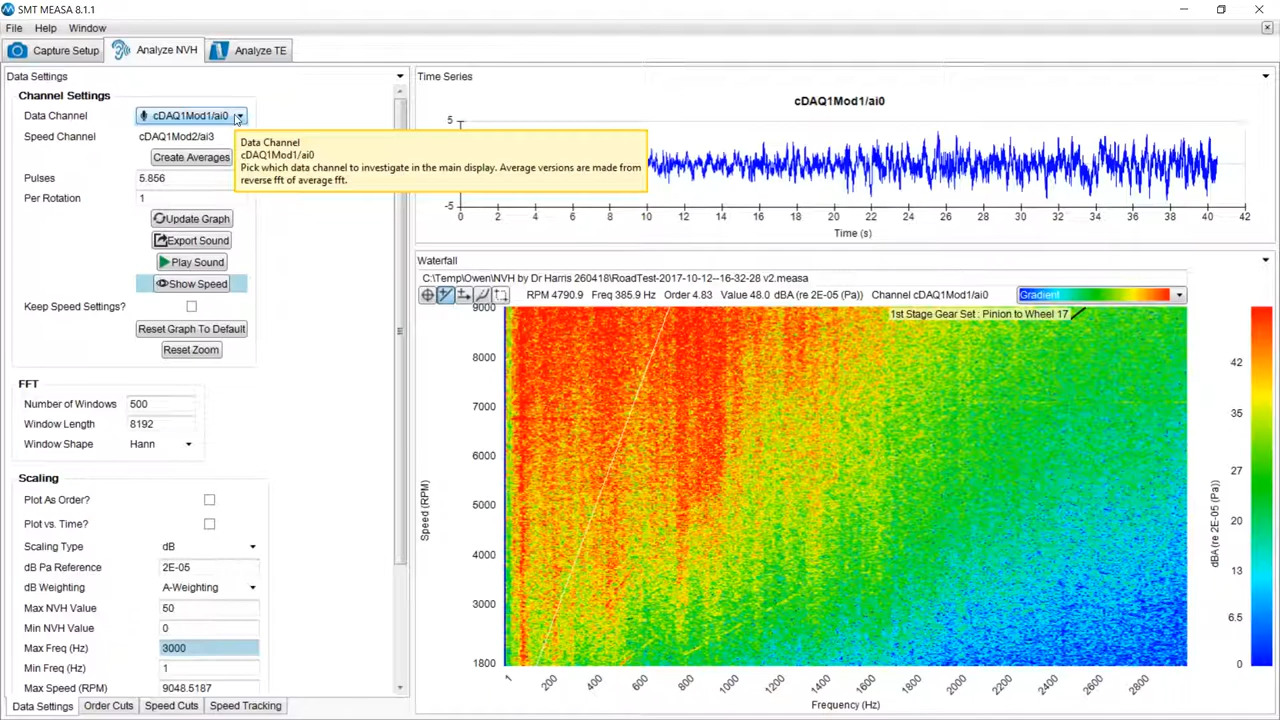 SMT MEASA 8.1.1
File Help Window
Capture Setup Analyze NVH Analyze TE
Data Settings
Channel Settings
Data Channel cDAQ1Mod1/ai0
Speed Channel cDAQ1Mod2/ai3
Create Averages
Pulses 5.856
Per Rotation 1
Update Graph
Export Sound
Play Sound
Show Speed
Keep Speed Settings?
Reset Graph To Default
Reset Zoom
FFT
Number of Windows 500
Window Length 8192
Window Shape Hann
Scaling
Plot As Order?
Plot vs. Time?
Scaling Type dB
dB Pa Reference 2E-05
dB Weighting A-Weighting
Max NVH Value 50
Min NVH Value 0
Max Freq (Hz) 3000
Min Freq (Hz) 1
Max Speed (RPM) 9048.5187
Data Settings Order Cuts Speed Cuts Speed Tracking
Data Channel
cDAQ1Mod1/ai0
Pick which data channel to investigate in the main display. Average versions are made from
reverse fft of average fft.
Time Series
cDAQ1Mod1/ai0
5
-5
0 2 4 6 8 10 12 14 16 18 20 22 24 26 28 30 32 34 36 38 40 42
Time (s)
Waterfall
C:\Temp\Owen\NVH by Dr Harris 260418\RoadTest-2017-10-12--16-32-28 v2.measa
RPM 4790.9 Freq 385.9 Hz Order 4.83 Value 48.0 dBA (re 2E-05 (Pa)) Channel cDAQ1Mod1/ai0 Gradient
1st Stage Gear Set : Pinion to Wheel 17
9000
8000
7000
6000
5000
4000
3000
1800
Speed (RPM)
1 200 400 600 800 1000 1200 1400 1600 1800 2000 2200 2400 2600 2800
Frequency (Hz)
42
35
27
20
13
6.5
0
dBA (re 2E-05 (Pa))